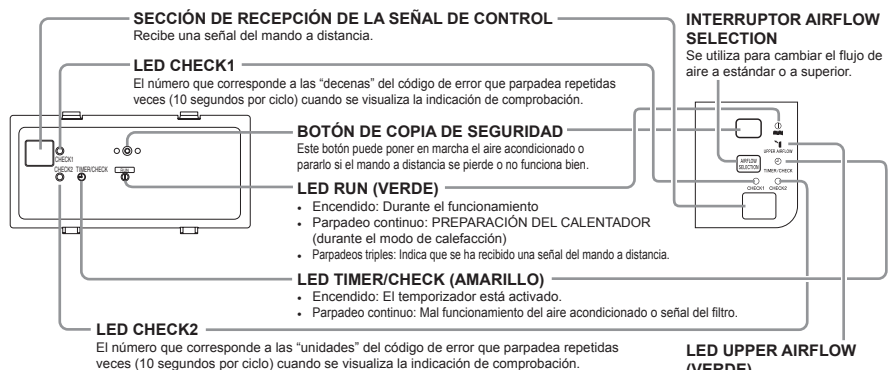 SECCIÓN DE RECEPCIÓN DE LA SEÑAL DE CONTROL
Recibe una señal del mando a distancia.
INTERRUPTOR AIRFLOW
SELECTION
Se utiliza para cambiar el flujo de
aire a estándar o a superior.
LED CHECK1
El número que corresponde a las “decenas” del código de error que parpadea repetidas
veces (10 segundos por ciclo) cuando se visualiza la indicación de comprobación.
BOTÓN DE COPIA DE SEGURIDAD
Este botón puede poner en marcha el aire acondicionado o
pararlo si el mando a distancia se pierde o no funciona bien.
CHECK1
CHECK2 TIMER/CHECK
RUN
LED RUN (VERDE)
• Encendido: Durante el funcionamiento
• Parpadeo continuo: PREPARACIÓN DEL CALENTADOR
(durante el modo de calefacción)
• Parpadeos triples: Indica que se ha recibido una señal del mando a distancia.
UPPER AIRFLOW
AIRFLOW
SELECTION
TIMER/CHECK
CHECK1 CHECK2
LED TIMER/CHECK (AMARILLO)
• Encendido: El temporizador está activado.
• Parpadeo continuo: Mal funcionamiento del aire acondicionado o señal del filtro.
LED CHECK2
El número que corresponde a las “unidades” del código de error que parpadea repetidas
veces (10 segundos por ciclo) cuando se visualiza la indicación de comprobación.
LED UPPER AIRFLOW
(VERDE)